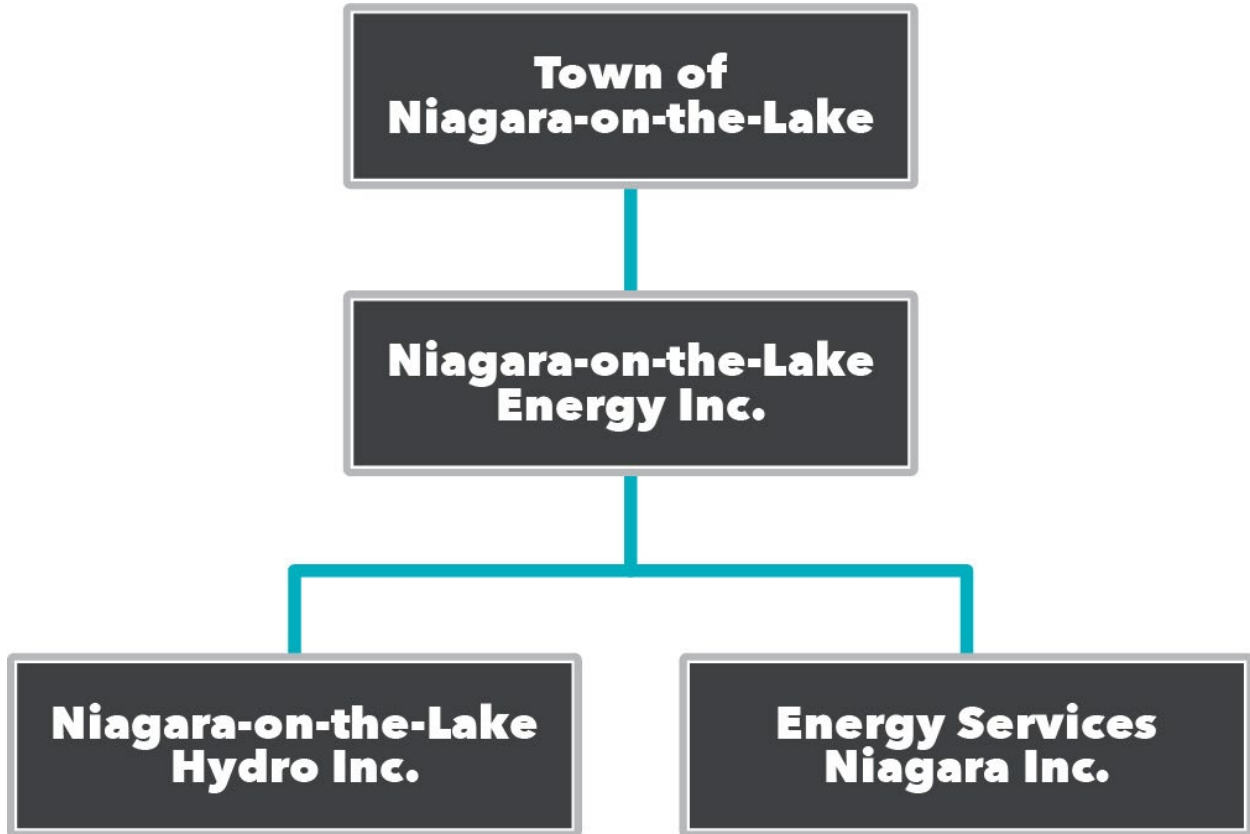 Town of
Niagara-on-the-Lake
Niagara-on-the-Lake
Energy Inc.
Niagara-on-the-Lake
Hydro Inc.
Energy Services
Niagara Inc.